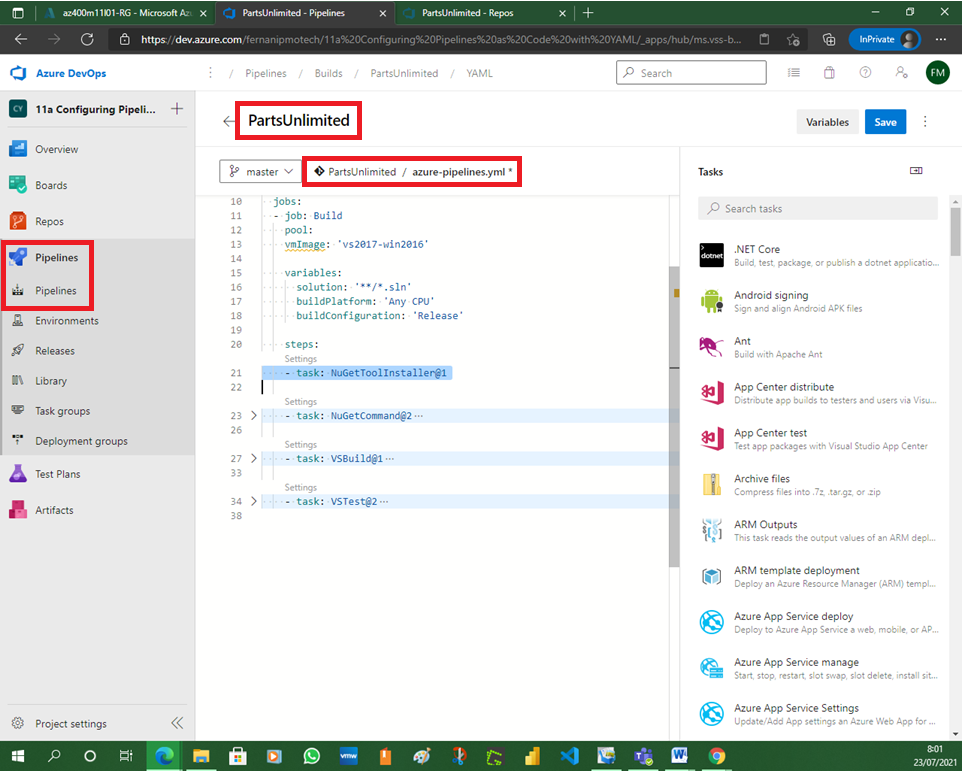 az400m11l01-RG - Microsoft Az
PartsUnlimited - Pipelines
PartsUnlimited - Repos
https://dev.azure.com/fernanipmotech/11a%20Configuring%20Pipelines%20as%20Code%20with%20YAML/_apps/hub/ms.vss-b...
InPrivate
Azure DevOps
/ Pipelines / Builds / PartsUnlimited / YAML
Search
FM
CY
11a Configuring Pipeli...
Overview
Boards
Repos
Pipelines
Pipelines
Environments
Releases
Library
Task groups
Deployment groups
Test Plans
Artifacts
Project settings
PartsUnlimited
Variables
Save
master
PartsUnlimited / azure-pipelines.yml *
10 jobs:
11 - job: Build
12 pool:
13 vmImage: 'vs2017-win2016'
14
15 variables:
16 solution: '**/*.sln'
17 buildPlatform: 'Any CPU'
18 buildConfiguration: 'Release'
19
20 steps:
Settings
21 - task: NuGetToolInstaller@1
22
Settings
23 - task: NuGetCommand@2 ...
26
Settings
27 - task: VSBuild@1 ...
33
Settings
34 - task: VSTest@2 ...
38
Tasks
Search tasks
dotnet
.NET Core
Build, test, package, or publish a dotnet applicatio...
Android signing
Sign and align Android APK files
Ant
Build with Apache Ant
App Center distribute
Distribute app builds to testers and users via Visu...
App Center test
Test app packages with Visual Studio App Center
Archive files
Compress files into .7z, .tar.gz, or .zip
ARM Outputs
This task reads the output values of an ARM depl...
ARM template deployment
Deploy an Azure Resource Manager (ARM) templ...
Azure App Service deploy
Deploy to Azure App Service a web, mobile, or AP...
Azure App Service manage
Start, stop, restart, slot swap, slot delete, install sit...
Azure App Service Settings
Update/Add App settings an Azure Web App for ...
vmw
8:01
23/07/2021